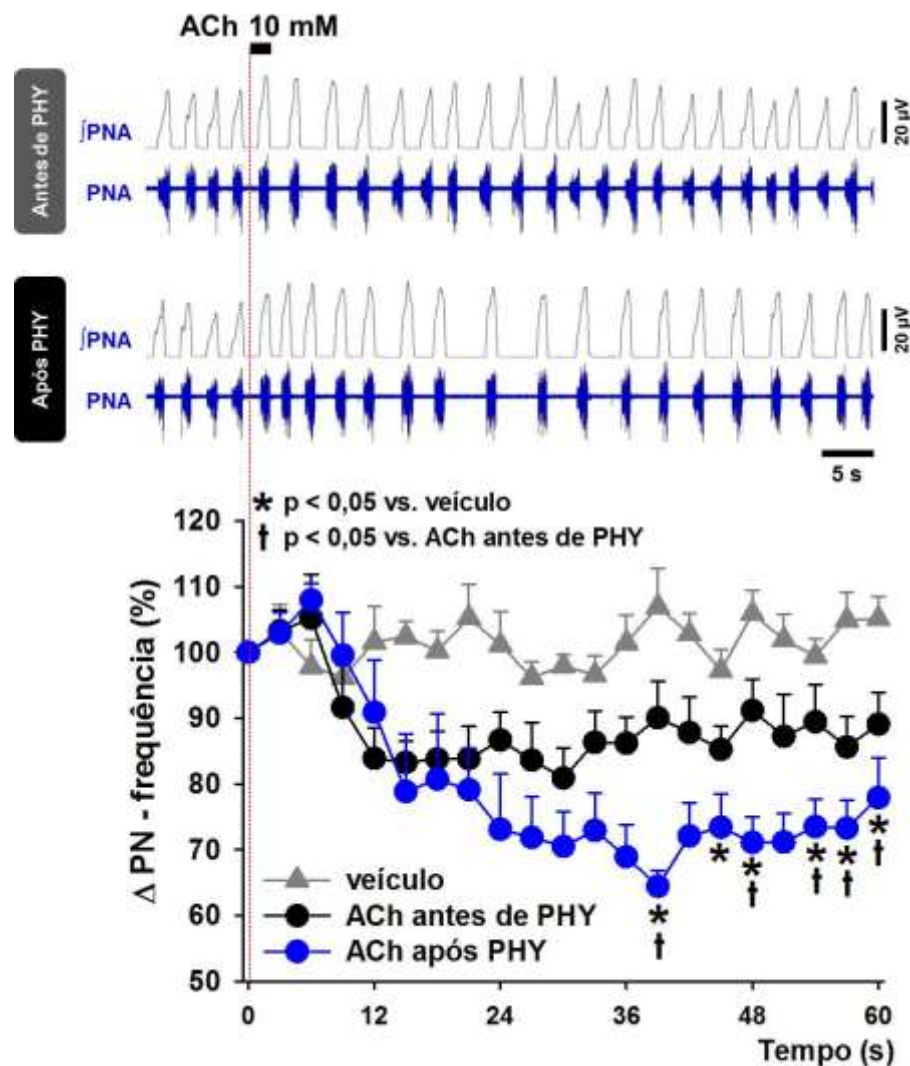 ACh 10 mM
Antes de PHY
∫PNA
20 µV
PNA
Após PHY
∫PNA
20 µV
PNA
5 s
* p < 0,05 vs. veículo
† p < 0,05 vs. ACh antes de PHY
Δ PN - frequência (%)
120
110
100
90
80
70
60
50
* † * * † * † * † * †
veículo
ACh antes de PHY
ACh após PHY
0 12 24 36 48 60
Tempo (s)